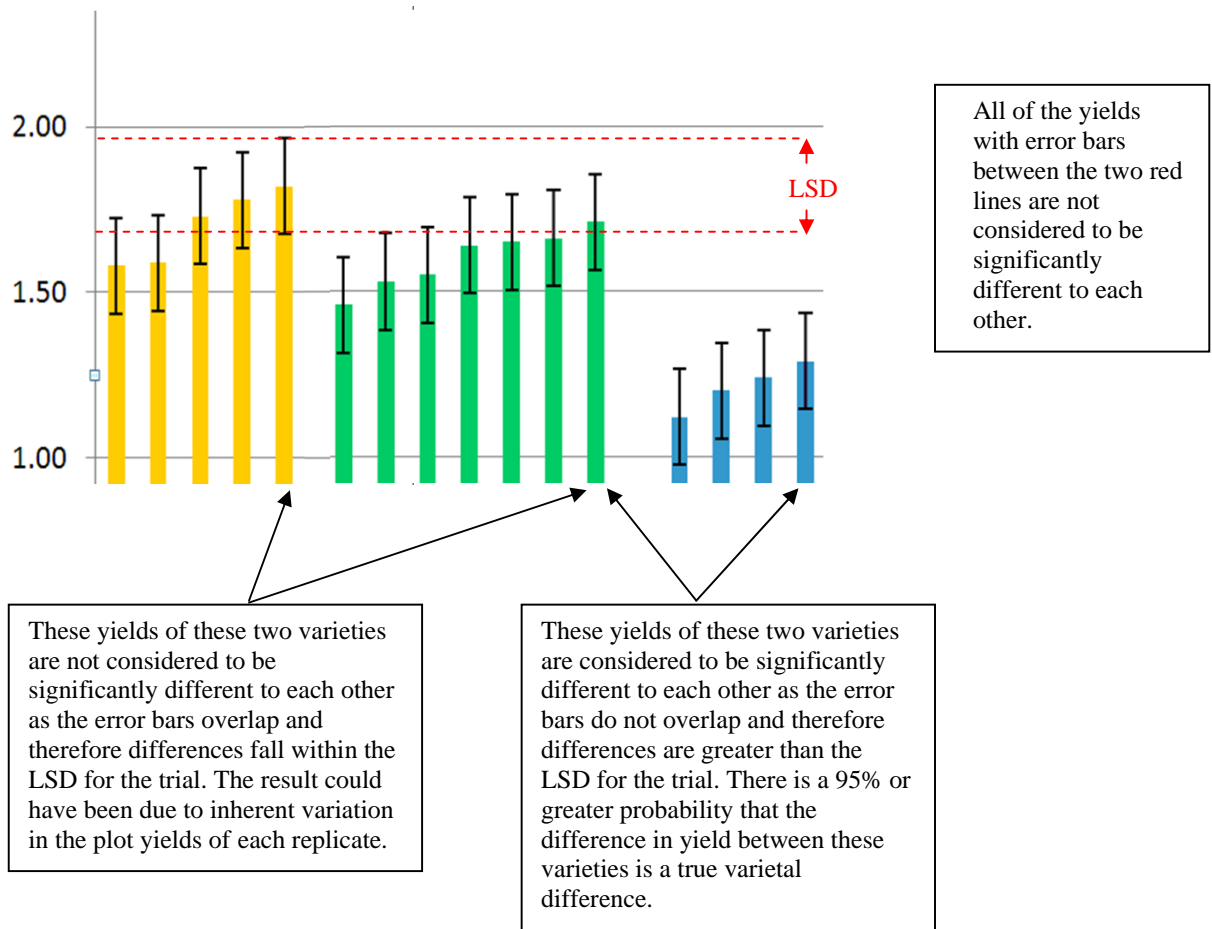 2.00
1.50
1.00
LSD
All of the yields
with error bars
between the two red
lines are not
considered to be
significantly
different to each
other.
These yields of these two varieties
are not considered to be
significantly different to each other
as the error bars overlap and
therefore differences fall within the
LSD for the trial. The result could
have been due to inherent variation
in the plot yields of each replicate.
These yields of these two varieties
are considered to be significantly
different to each other as the error
bars do not overlap and therefore
differences are greater than the
LSD for the trial. There is a 95% or
greater probability that the
difference in yield between these
varieties is a true varietal
difference.